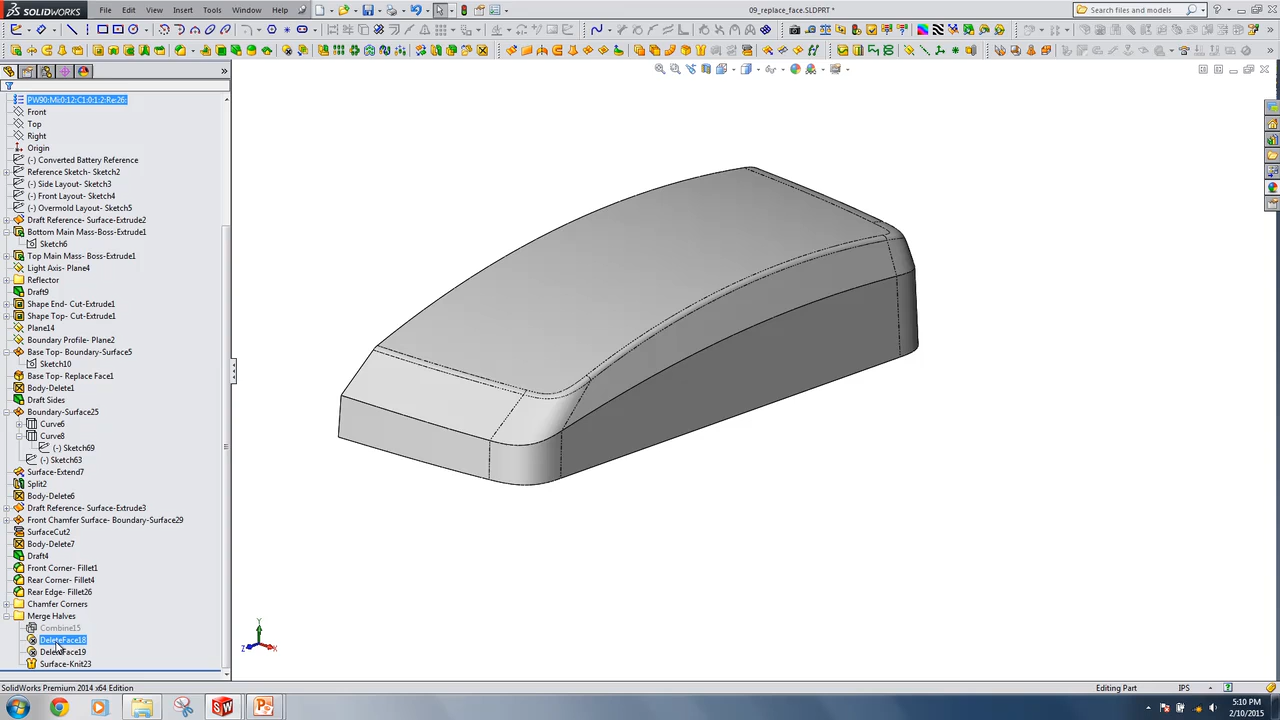 SOLIDWORKS
File
Edit
View
Insert
Tools
Window
Help
09_replace_face.SLDPRT *
Search files and models
PW90:Mi:0:12:C1:0:1:2:Re:26:
Front
Top
Right
Origin
(-) Converted Battery Reference
Reference Sketch- Sketch2
(-) Side Layout- Sketch3
(-) Front Layout- Sketch4
(-) Overmold Layout- Sketch5
Draft Reference- Surface-Extrude2
Bottom Main Mass-Boss-Extrude1
Sketch6
Top Main Mass- Boss-Extrude1
Light Axis- Plane4
Reflector
Draft9
Shape End- Cut-Extrude1
Shape Top- Cut-Extrude1
Plane14
Boundary Profile- Plane2
Base Top- Boundary-Surface5
Sketch10
Base Top- Replace Face1
Body-Delete1
Draft Sides
Boundary-Surface25
Curve6
Curve8
(-) Sketch69
(-) Sketch63
Surface-Extend7
Split2
Body-Delete6
Draft Reference- Surface-Extrude3
Front Chamfer Surface- Boundary-Surface29
SurfaceCut2
Body-Delete7
Draft4
Front Corner- Fillet1
Rear Corner- Fillet4
Rear Edge- Fillet26
Chamfer Corners
Merge Halves
Combine15
DeleteFace18
DeleteFace19
Surface-Knit23
Y
Z
X
SolidWorks Premium 2014 x64 Edition
Editing Part
IPS
5:10 PM
2/10/2015